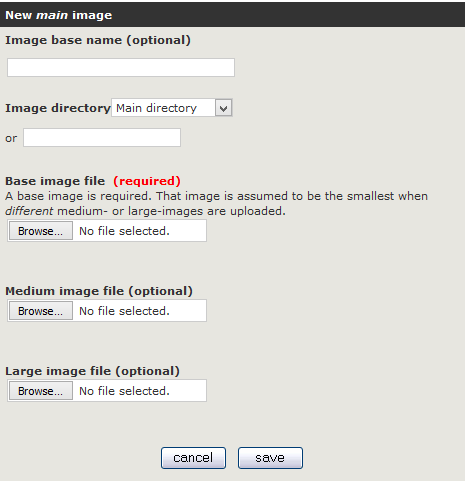 New main image
Image base name (optional)
Image directory Main directory
or
Base image file (required)
A base image is required. That image is assumed to be the smallest when
different medium- or large-images are uploaded.
Browse... No file selected.
Medium image file (optional)
Browse... No file selected.
Large image file (optional)
Browse... No file selected.
cancel save